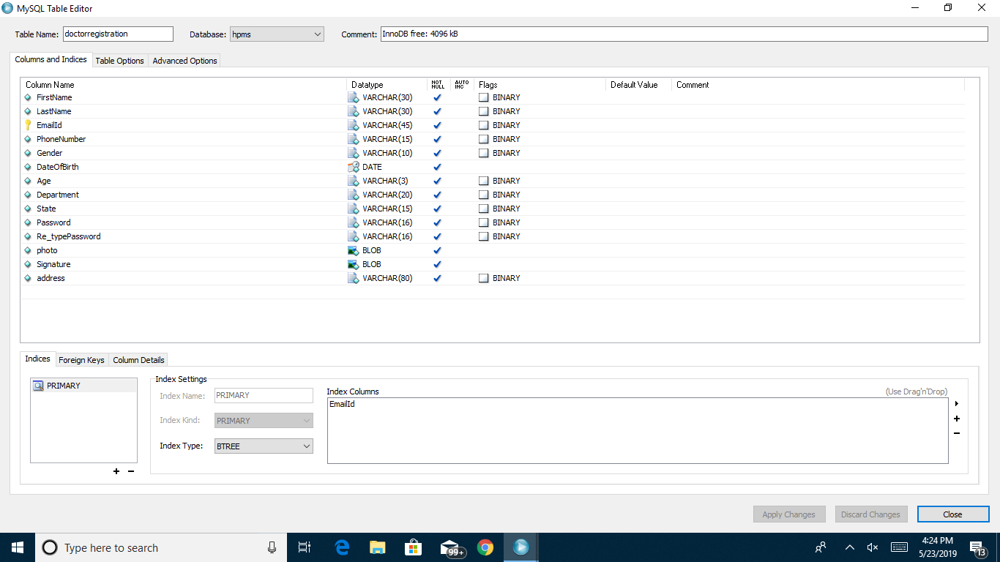 MySQL Table Editor
Table Name: doctorregistration Database: hpms Comment: InnoDB free: 4096 kB
Columns and Indices Table Options Advanced Options
Column Name Datatype NOT NULL AUTO INC Flags Default Value Comment
FirstName VARCHAR(30) BINARY
LastName VARCHAR(30) BINARY
EmailId VARCHAR(45) BINARY
PhoneNumber VARCHAR(15) BINARY
Gender VARCHAR(10) BINARY
DateOfBirth DATE
Age VARCHAR(3) BINARY
Department VARCHAR(20) BINARY
State VARCHAR(15) BINARY
Password VARCHAR(16) BINARY
Re_typePassword VARCHAR(16) BINARY
photo BLOB
Signature BLOB
address VARCHAR(80) BINARY
Indices Foreign Keys Column Details
PRIMARY
Index Settings
Index Name: PRIMARY
Index Kind: PRIMARY
Index Type: BTREE
Index Columns (Use Drag'n'Drop)
EmailId
Apply Changes Discard Changes Close
Type here to search
99+
4:24 PM
5/23/2019
13